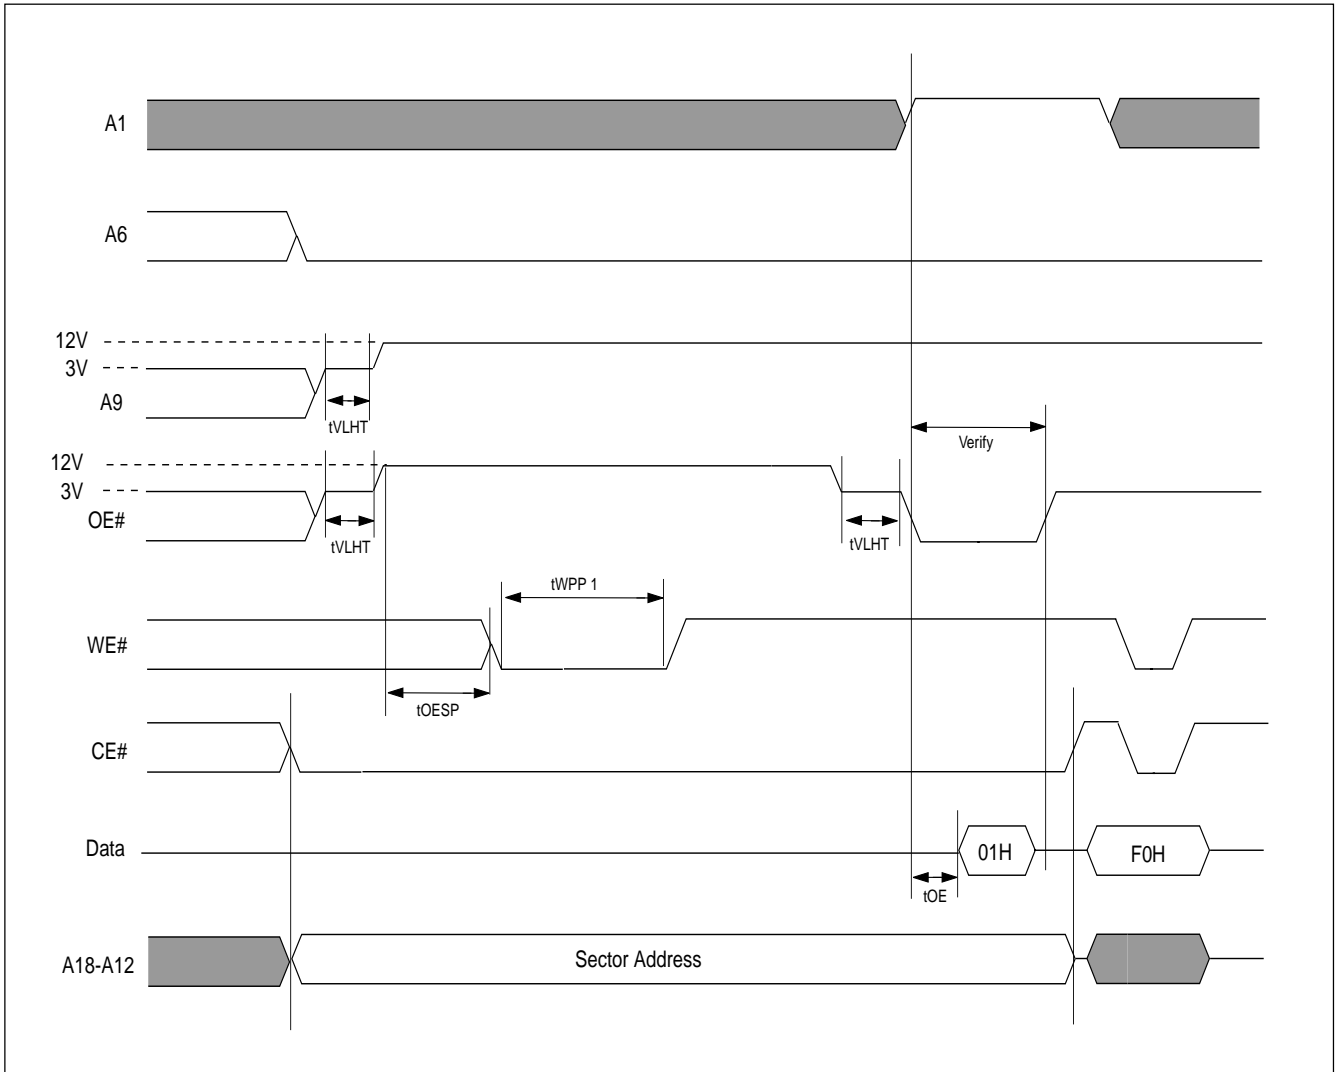 A1
A6
12V
3V
A9
tVLHT
Verify
12V
3V
OE#
tVLHT
tVLHT
tWPP 1
WE#
tOESP
CE#
Data
01H
F0H
tOE
A18-A12
Sector Address